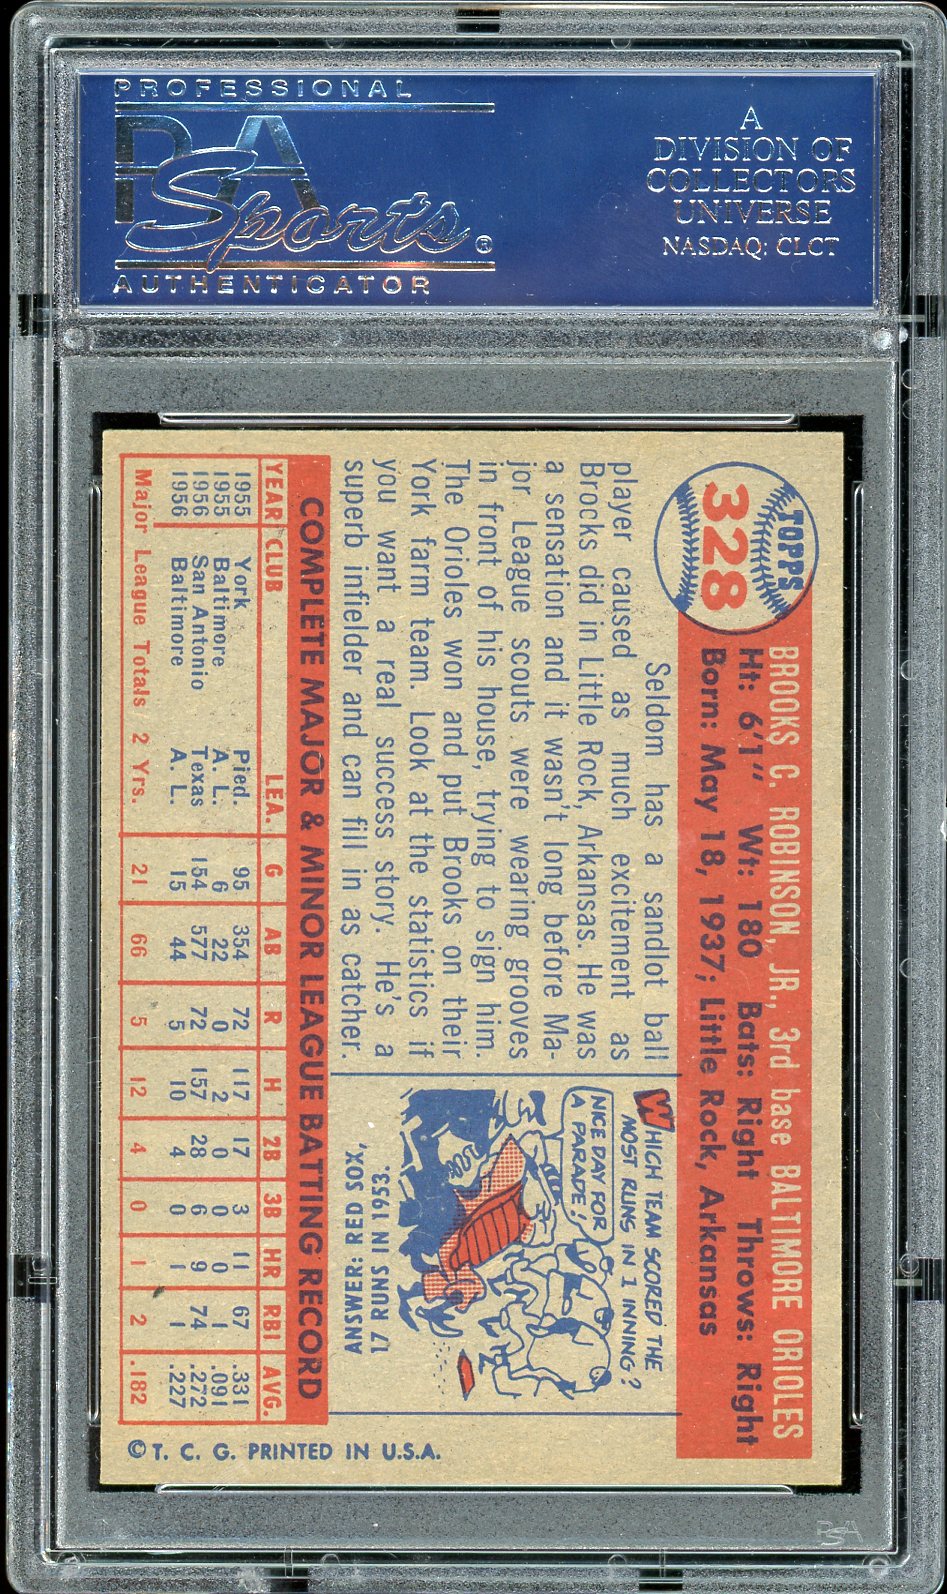 PROFESSIONAL
PSA
Sports®
AUTHENTICATOR
A
DIVISION OF
COLLECTORS
UNIVERSE
NASDAQ: CLCT
TOPPS
328
BROOKS C. ROBINSON, JR., 3rd base BALTIMORE ORIOLES
Ht: 6'1" Wt: 180 Bats: Right Throws: Right
Born: May 18, 1937; Little Rock, Arkansas
Seldom has a sandlot ball
player caused as much excitement as
Brooks did in Little Rock, Arkansas. He was
a sensation and it wasn't long before Ma-
jor League scouts were wearing grooves
in front of his house, trying to sign him.
The Orioles won and put Brooks on their
York farm team. Look at the statistics if
you want a real success story. He's a
superb infielder and can fill in as catcher.
WHICH TEAM SCORED THE
MOST RUNS IN 1 INNING?
NICE DAY FOR
A PARADE!
ANSWER: RED SOX,
17 RUNS IN 1953.
COMPLETE MAJOR & MINOR LEAGUE BATTING RECORD
YEAR CLUB LEA. G AB R H 2B 3B HR RBI AVG.
1955 York Pied. 95 354 72 117 17 3 11 67 .331
1955 Baltimore A. L. 6 22 0 2 0 0 0 1 .091
1956 San Antonio Texas 154 577 72 157 28 6 9 74 .272
1956 Baltimore A. L. 15 44 5 10 4 0 1 1 .227
Major League Totals 2 Yrs. 21 66 5 12 4 0 1 2 .182
© T. C. G. PRINTED IN U.S.A.
PSA